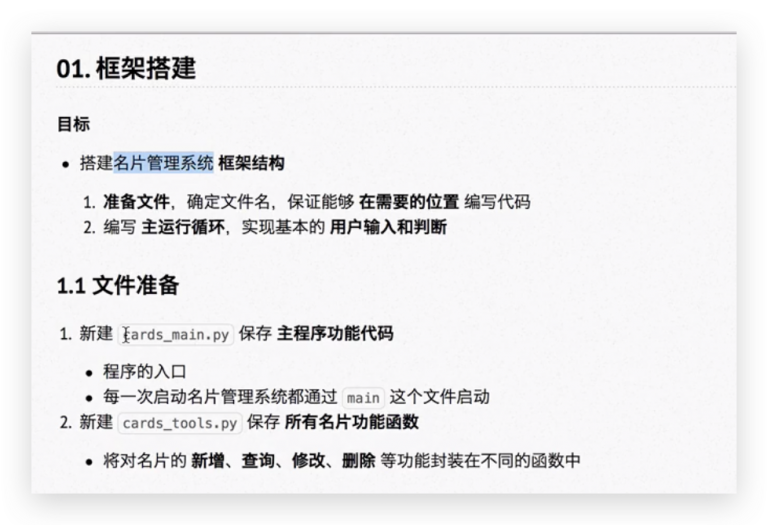 01. 框架搭建
目标
• 搭建名片管理系统 框架结构
1. 准备文件，确定文件名，保证能够 在需要的位置 编写代码
2. 编写 主运行循环，实现基本的 用户输入和判断
1.1 文件准备
1. 新建 cards_main.py 保存 主程序功能代码
• 程序的入口
• 每一次启动名片管理系统都通过 main 这个文件启动
2. 新建 cards_tools.py 保存 所有名片功能函数
• 将对名片的 新增、查询、修改、删除 等功能封装在不同的函数中